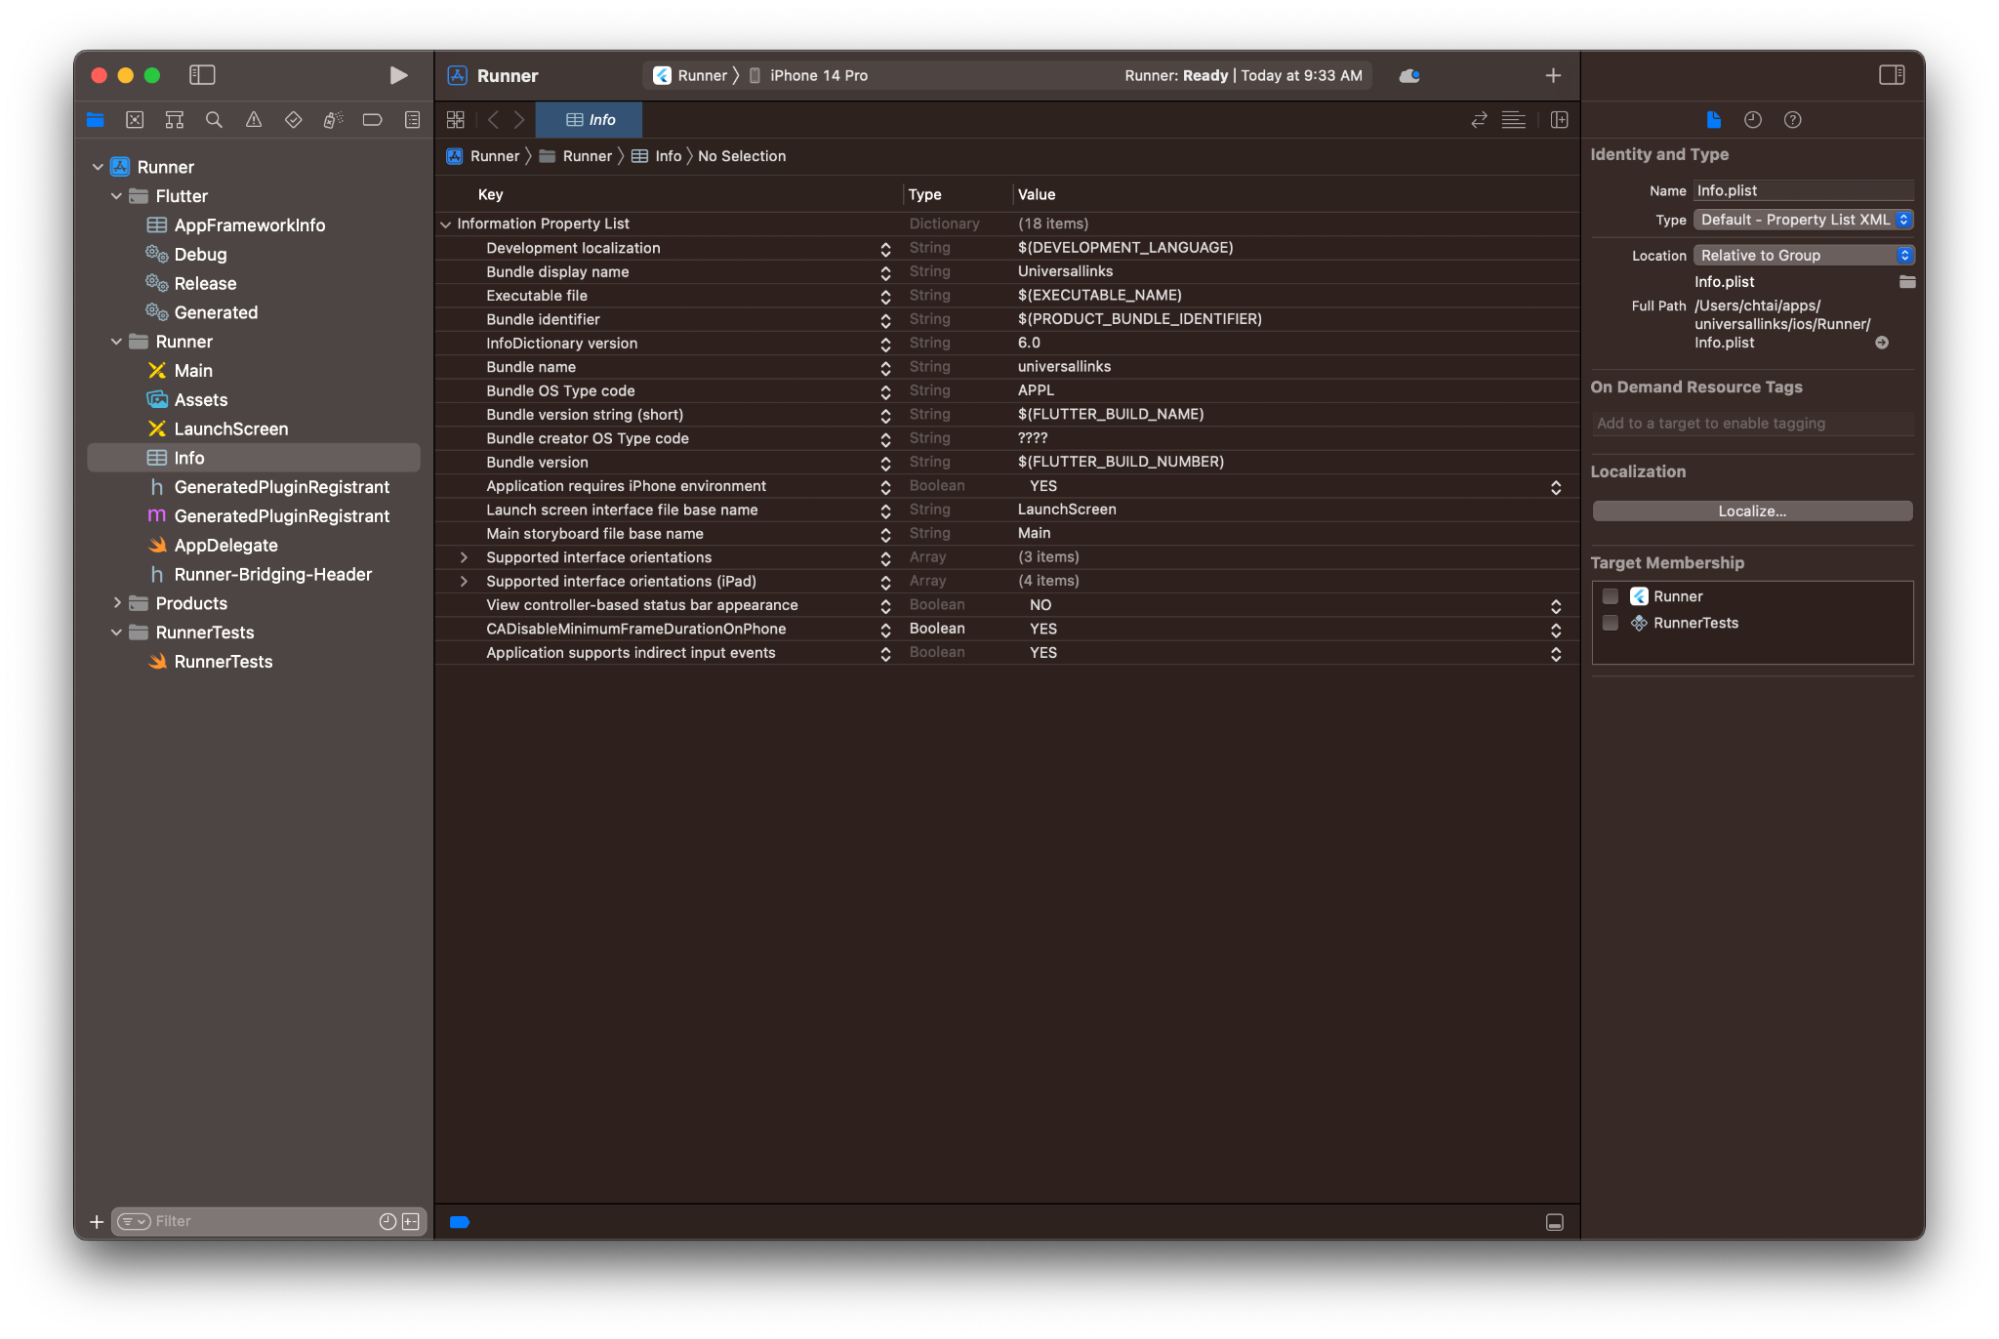 Runner
Runner 〉 iPhone 14 Pro
Runner: Ready | Today at 9:33 AM
Info
Runner 〉 Runner 〉 Info 〉 No Selection
Runner
Flutter
AppFrameworkInfo
Debug
Release
Generated
Runner
Main
Assets
LaunchScreen
Info
h GeneratedPluginRegistrant
m GeneratedPluginRegistrant
AppDelegate
h Runner-Bridging-Header
Products
RunnerTests
RunnerTests
Filter
Key Type Value
Information Property List Dictionary (18 items)
Development localization String $(DEVELOPMENT_LANGUAGE)
Bundle display name String Universallinks
Executable file String $(EXECUTABLE_NAME)
Bundle identifier String $(PRODUCT_BUNDLE_IDENTIFIER)
InfoDictionary version String 6.0
Bundle name String universallinks
Bundle OS Type code String APPL
Bundle version string (short) String $(FLUTTER_BUILD_NAME)
Bundle creator OS Type code String ????
Bundle version String $(FLUTTER_BUILD_NUMBER)
Application requires iPhone environment Boolean YES
Launch screen interface file base name String LaunchScreen
Main storyboard file base name String Main
Supported interface orientations Array (3 items)
Supported interface orientations (iPad) Array (4 items)
View controller-based status bar appearance Boolean NO
CADisableMinimumFrameDurationOnPhone Boolean YES
Application supports indirect input events Boolean YES
Identity and Type
Name Info.plist
Type Default - Property List XML
Location Relative to Group
Info.plist
Full Path /Users/chtai/apps/
universallinks/ios/Runner/
Info.plist
On Demand Resource Tags
Add to a target to enable tagging
Localization
Localize...
Target Membership
Runner
RunnerTests